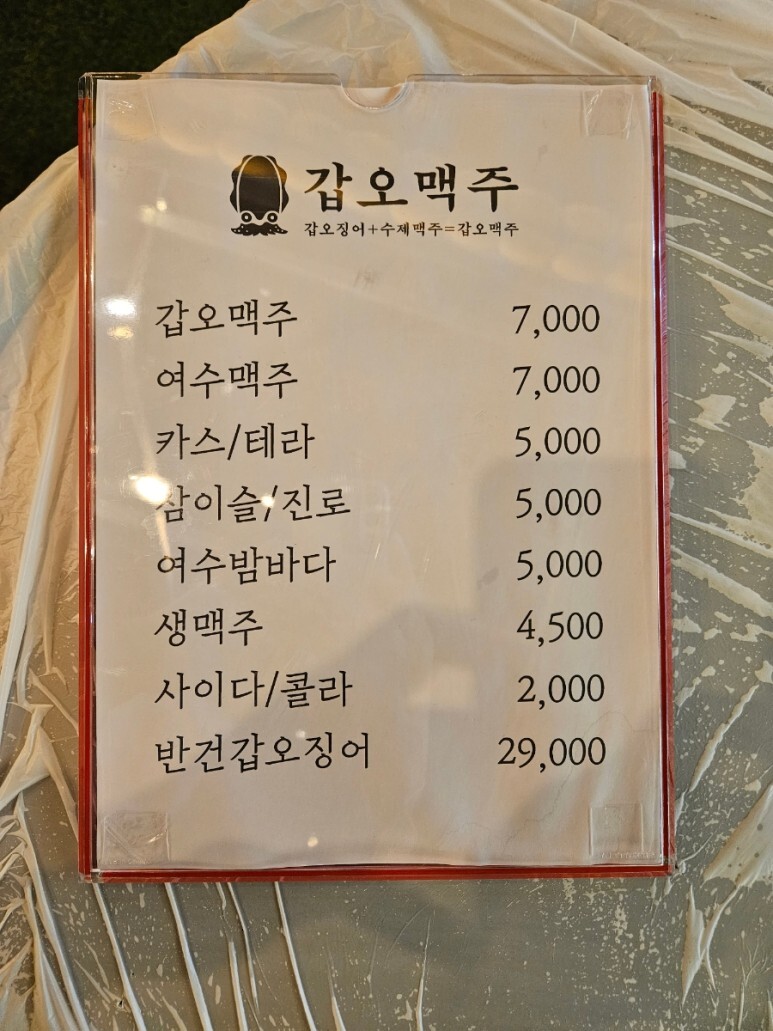 갑오맥주
갑오징어+수제맥주=갑오맥주
갑오맥주 7,000
여수맥주 7,000
카스/테라 5,000
참이슬/진로 5,000
여수밤바다 5,000
생맥주 4,500
사이다/콜라 2,000
반건갑오징어 29,000